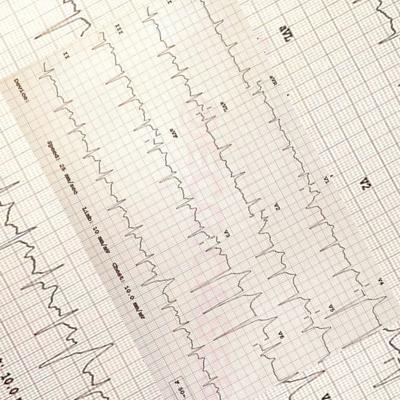 Device:
Speed: 25 mm/sec
Limb: 10 mm/mV
Chest: 10.0 mm/mV
F 50~
I
II
III
aVR
aVL
aVF
V1
V2
V3
V4
V5
V6
aVL
V2
10.0